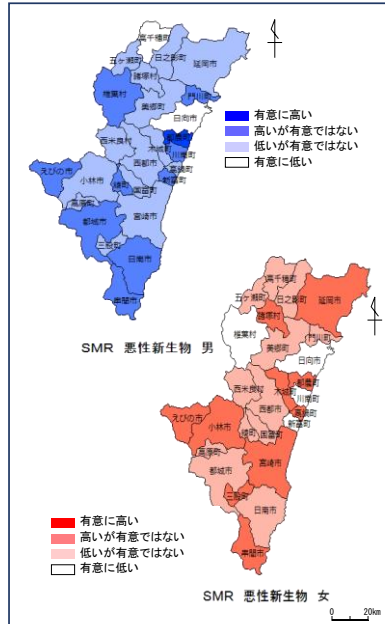 高千穂町
五ヶ瀬町
日之影町
延岡市
諸塚村
椎葉村
門川町
美郷町
日向市
西米良村
木城町
都農町
川南町
西都市
高鍋町
新富町
えびの市
小林市
綾町
国富町
高原町
宮崎市
都城市
三股町
日南市
串間市
有意に高い
高いが有意ではない
低いが有意ではない
有意に低い
SMR 悪性新生物 男
高千穂町
五ヶ瀬町
日之影町
延岡市
諸塚村
椎葉村
門川町
美郷町
日向市
西米良村
木城町
都農町
川南町
西都市
高鍋町
新富町
えびの市
小林市
綾町
国富町
高原町
宮崎市
都城市
三股町
日南市
串間市
有意に高い
高いが有意ではない
低いが有意ではない
有意に低い
SMR 悪性新生物 女
0 20km